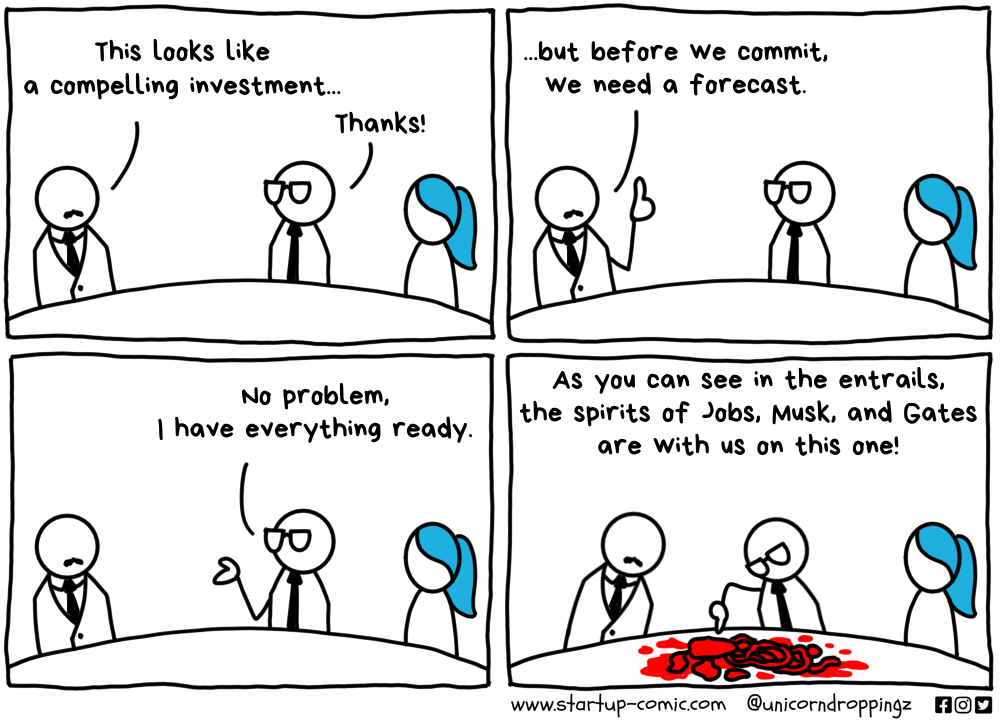 This looks like
a compelling investment...
Thanks!
...but before we commit,
we need a forecast.
No problem,
I have everything ready.
As you can see in the entrails,
the spirits of Jobs, Musk, and Gates
are with us on this one!
www.startup-comic.com @unicorndroppingz